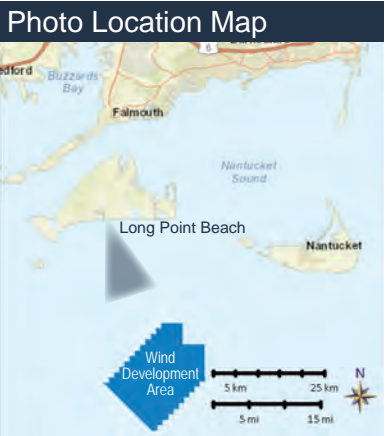 Photo Location Map
6
edford
Buzzards
Bay
Falmouth
Nantucket
Sound
Long Point Beach
Nantucket
Wind
Development
Area
N
5 km 25 km
5 mi 15 mi